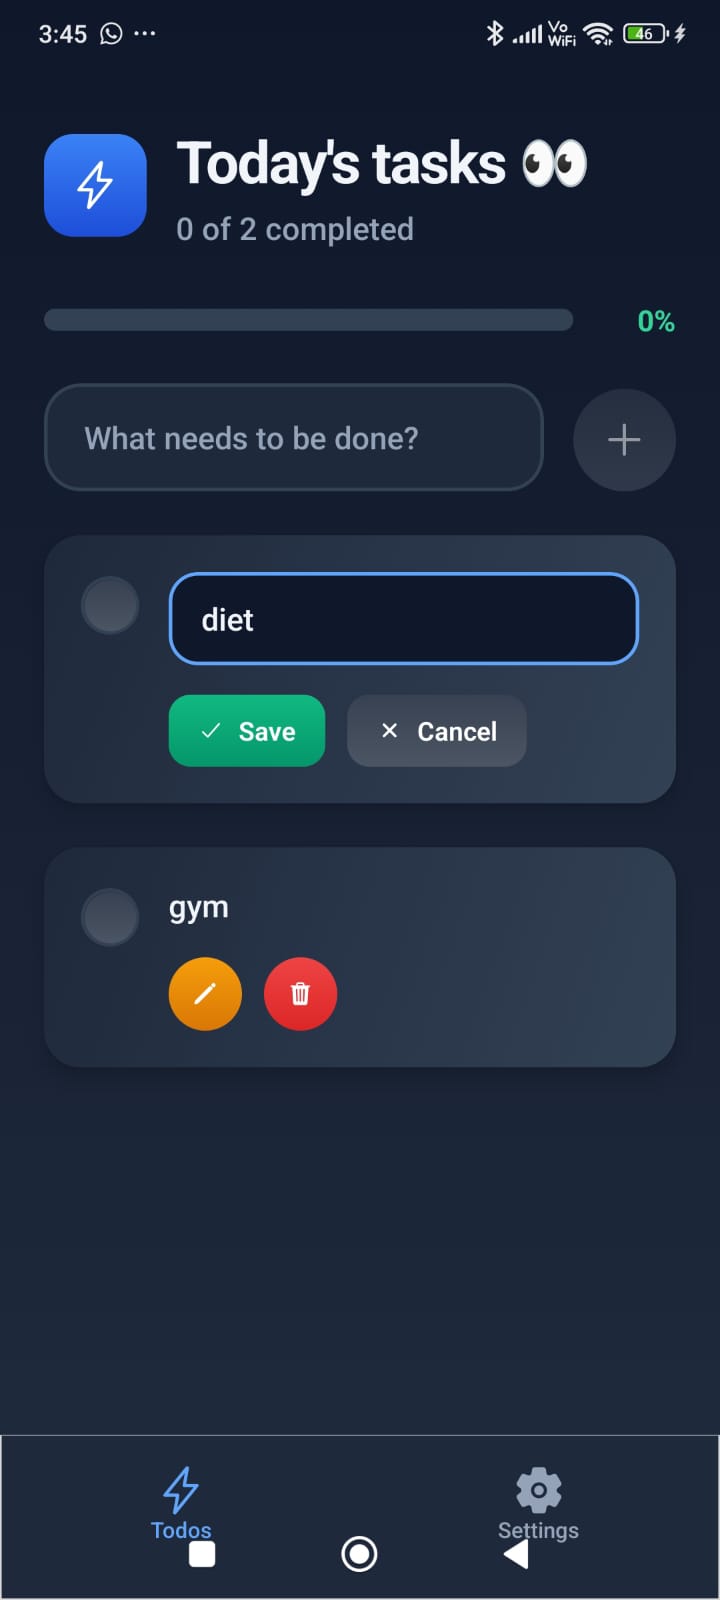 3:45
Vo
WiFi
46
Today's tasks 👀
0 of 2 completed
0%
What needs to be done?
diet
Save
Cancel
gym
Todos
Settings